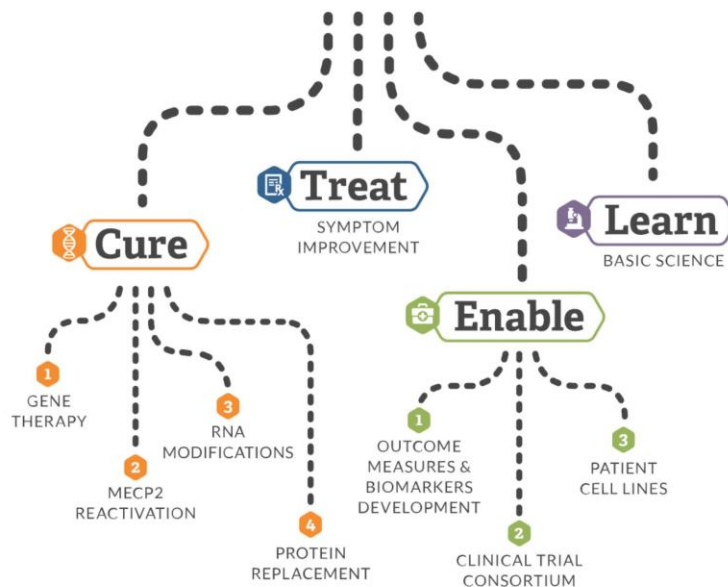 Cure
1
GENE
THERAPY
2
MECP2
REACTIVATION
3
RNA
MODIFICATIONS
4
PROTEIN
REPLACEMENT
Rx
Treat
SYMPTOM
IMPROVEMENT
Enable
1
OUTCOME
MEASURES &
BIOMARKERS
DEVELOPMENT
2
CLINICAL TRIAL
CONSORTIUM
3
PATIENT
CELL LINES
Learn
BASIC SCIENCE